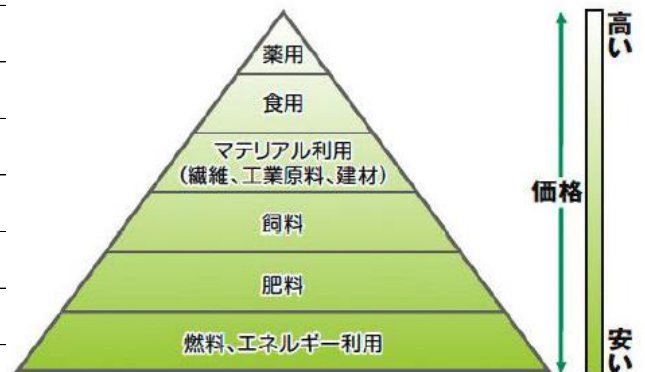 薬用
食用
マテリアル利用
(繊維、工業原料、建材)
飼料
肥料
燃料、エネルギー利用
高い
価格
安い